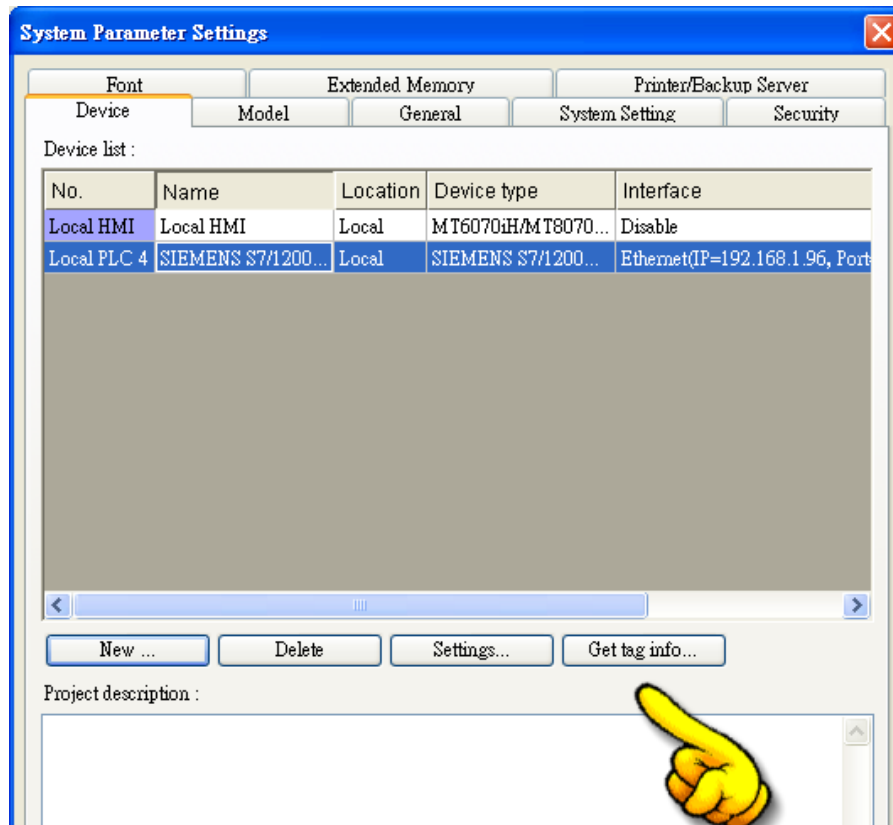 System Parameter Settings
Font Extended Memory Printer/Backup Server
Device Model General System Setting Security
Device list :
No. Name Location Device type Interface
Local HMI Local HMI Local MT6070iH/MT8070... Disable
Local PLC 4 SIEMENS S7/1200... Local SIEMENS S7/1200... Ethernet(IP=192.168.1.96, Port
New ... Delete Settings... Get tag info...
Project description :